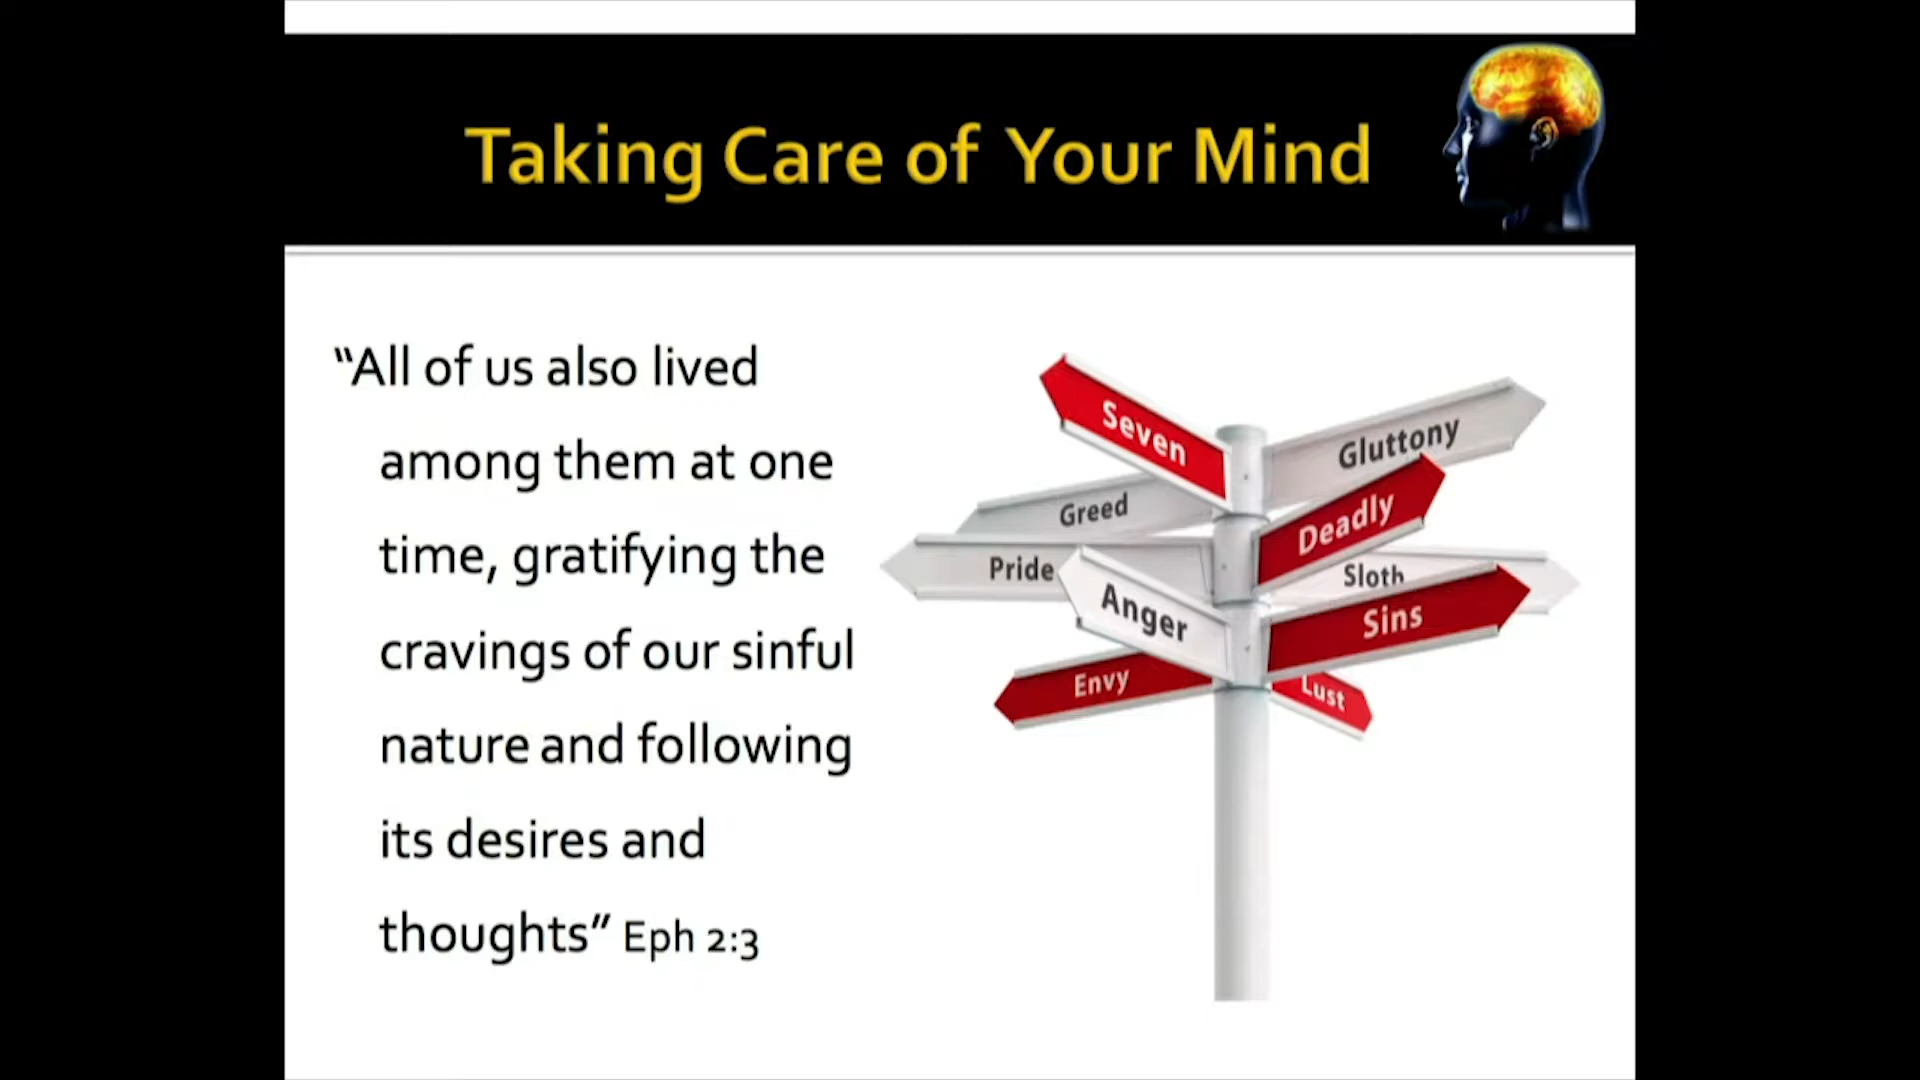 Taking Care of Your Mind
“All of us also lived
among them at one
time, gratifying the
cravings of our sinful
nature and following
its desires and
thoughts” Eph 2:3
Seven
Gluttony
Greed
Deadly
Pride
Sloth
Anger
Sins
Envy
Lust